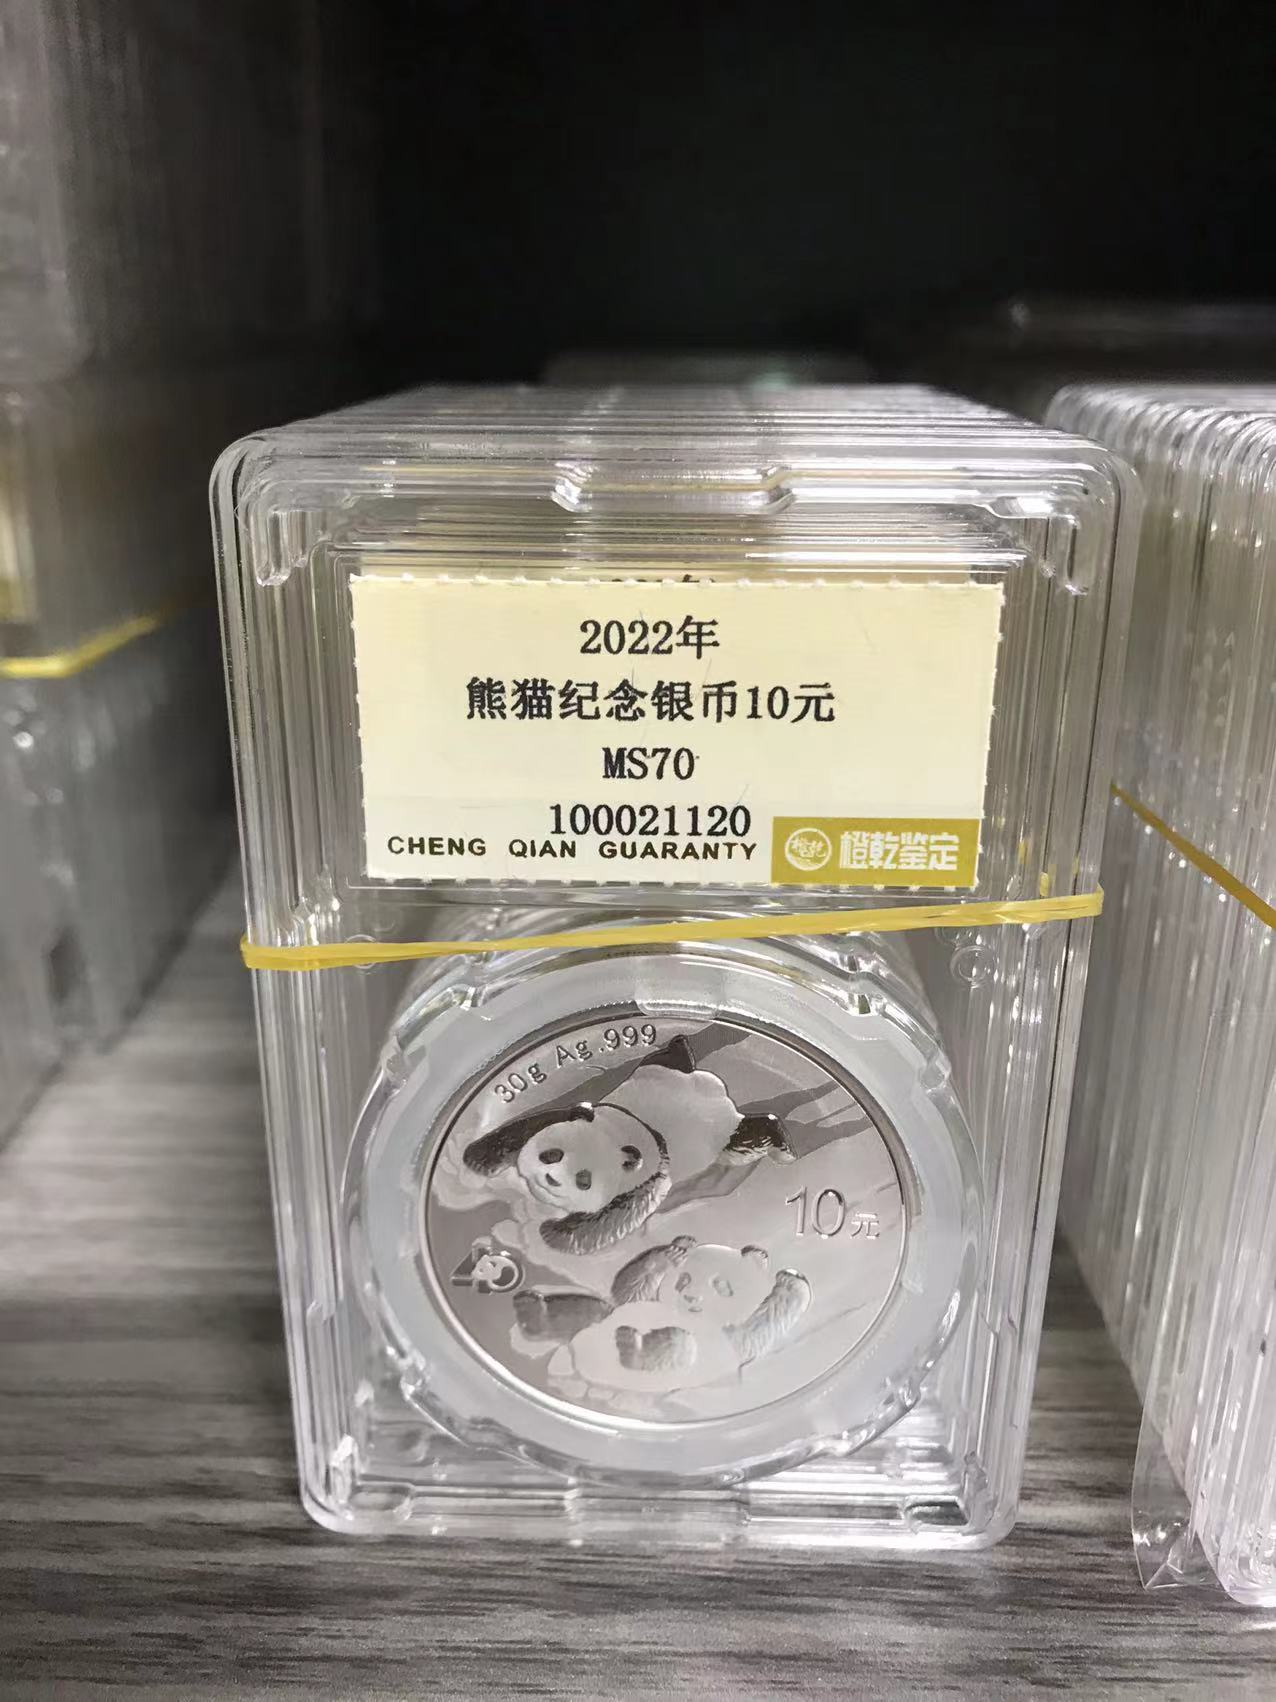 2022年
熊猫纪念银币10元
MS70
100021120
CHENG QIAN GUARANTY
橙乾鉴定
30g Ag .999
10元